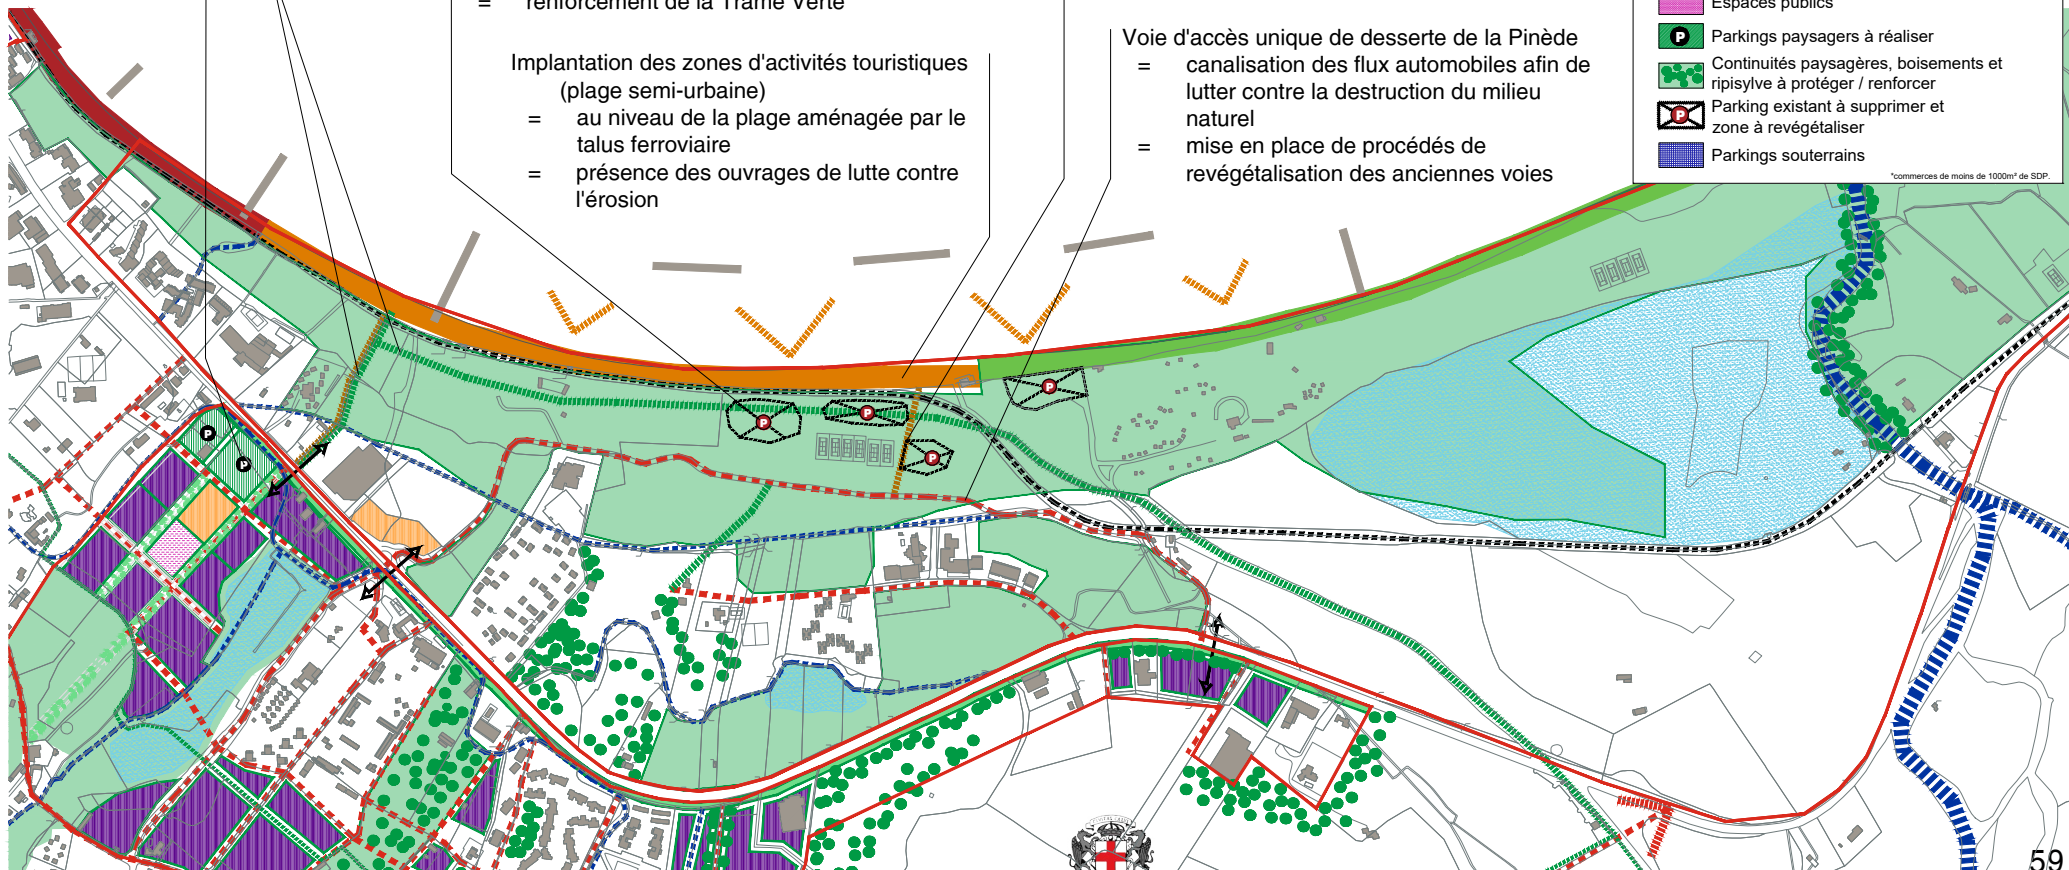 = renforcement de la Trame Verte
Implantation des zones d'activités touristiques
(plage semi-urbaine)
= au niveau de la plage aménagée par le
talus ferroviaire
= présence des ouvrages de lutte contre
l'érosion
Voie d'accès unique de desserte de la Pinède
= canalisation des flux automobiles afin de
lutter contre la destruction du milieu
naturel
= mise en place de procédés de
revégétalisation des anciennes voies
Espaces publics
P Parkings paysagers à réaliser
Continuités paysagères, boisements et
ripisylve à protéger / renforcer
P Parking existant à supprimer et
zone à revégétaliser
Parkings souterrains
*commerces de moins de 1000m² de SDP.
P
P
P
P
P
P
59